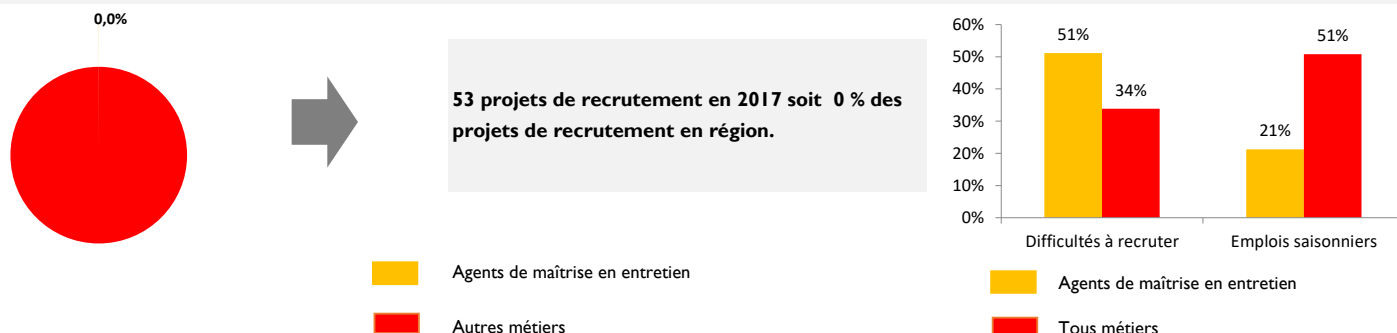 0,0%
53 projets de recrutement en 2017 soit 0 % des
projets de recrutement en région.
Agents de maîtrise en entretien
Autres métiers
60%
50%
40%
30%
20%
10%
0%
51%
34%
21%
51%
Difficultés à recruter
Emplois saisonniers
Agents de maîtrise en entretien
Tous métiers